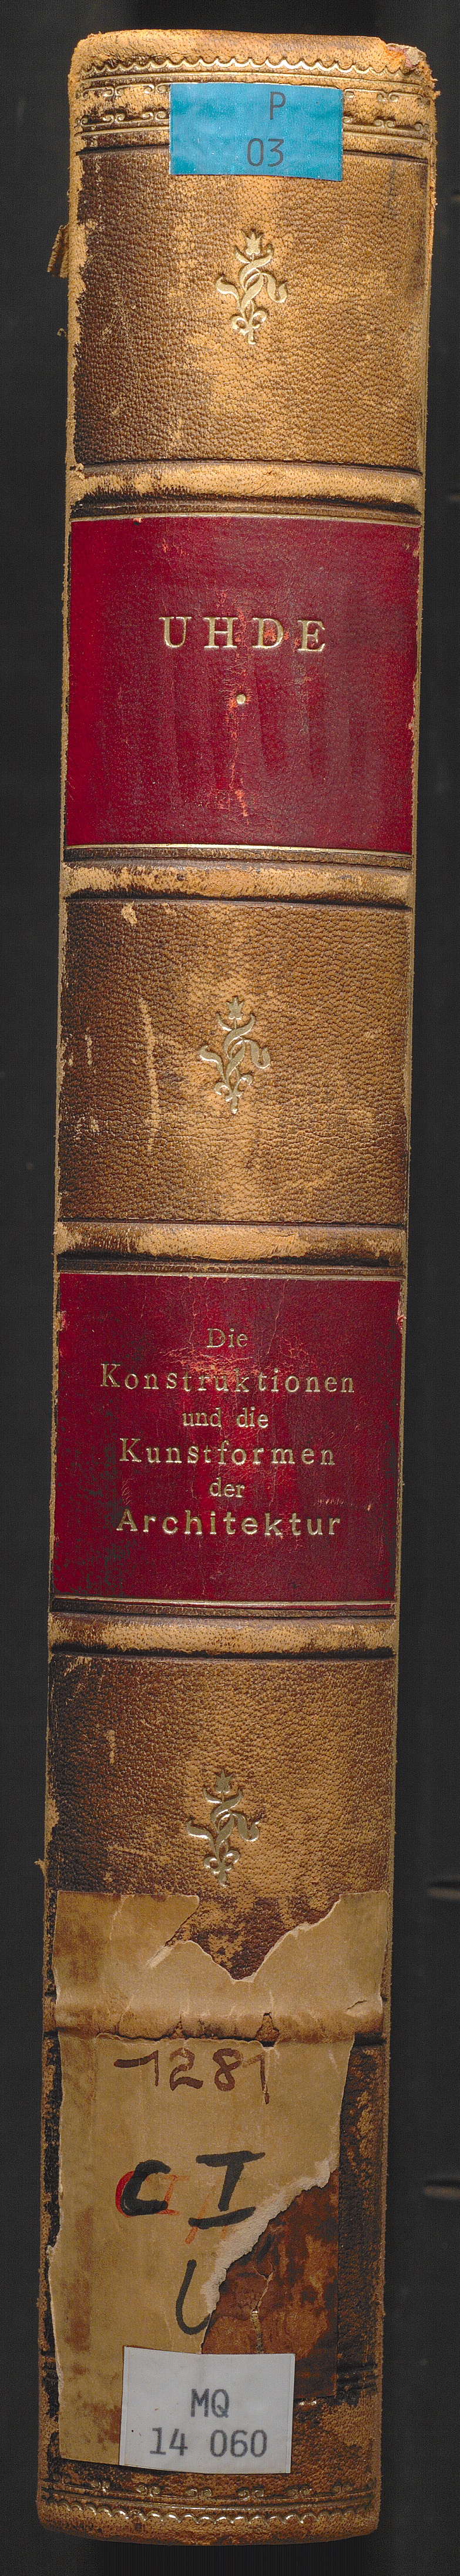 P
03
UHDE
Die
Konstruktionen
und die
Kunstformen
der
Architektur
1281
C I
MQ
14 060